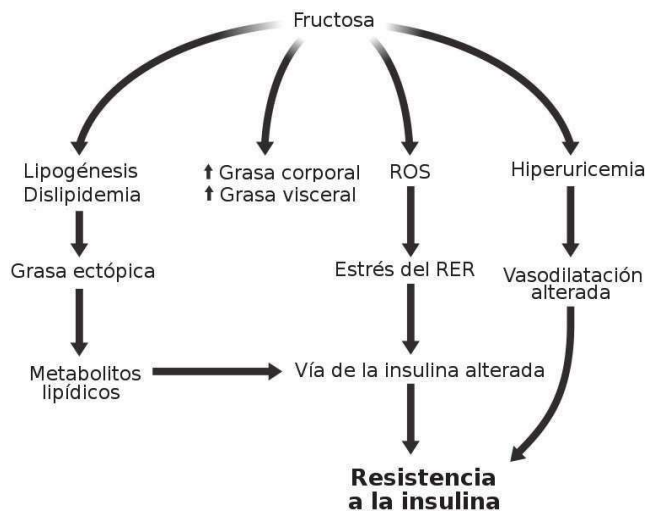 Fructosa
Lipogénesis
Dislipidemia
⬆ Grasa corporal
⬆ Grasa visceral
ROS
Hiperuricemia
Grasa ectópica
Estrés del RER
Vasodilatación
alterada
Metabolitos
lipídicos
Vía de la insulina alterada
Resistencia
a la insulina